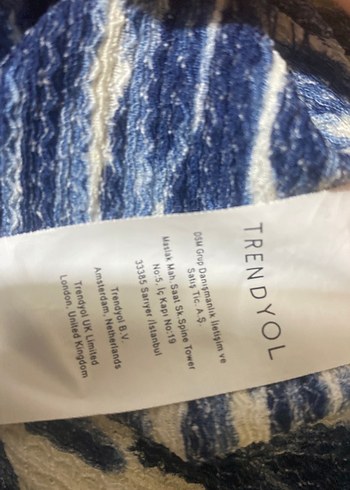 TRENDYOL
DSM Grup Danışmanlık İletişim ve
Satış Tic. A.Ş.
Maslak Mah. Saat Sk. Spine Tower
No:5, İç Kapı No:19
33385 Sarıyer /İstanbul
Trendyol B.V.
Amsterdam, Netherlands
Trendyol UK Limited
London, United Kingdom